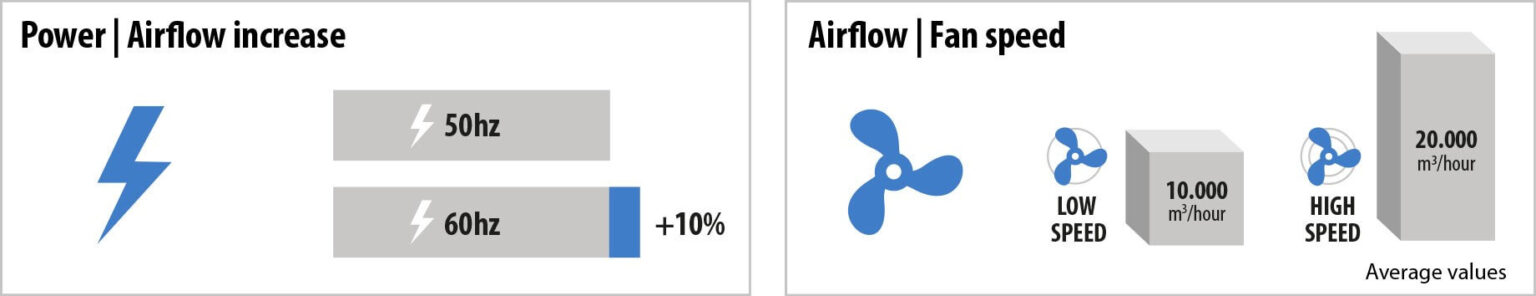 Power | Airflow increase
50hz
60hz
+10%
Airflow | Fan speed
LOW
SPEED
10.000
m³/hour
HIGH
SPEED
20.000
m³/hour
Average values